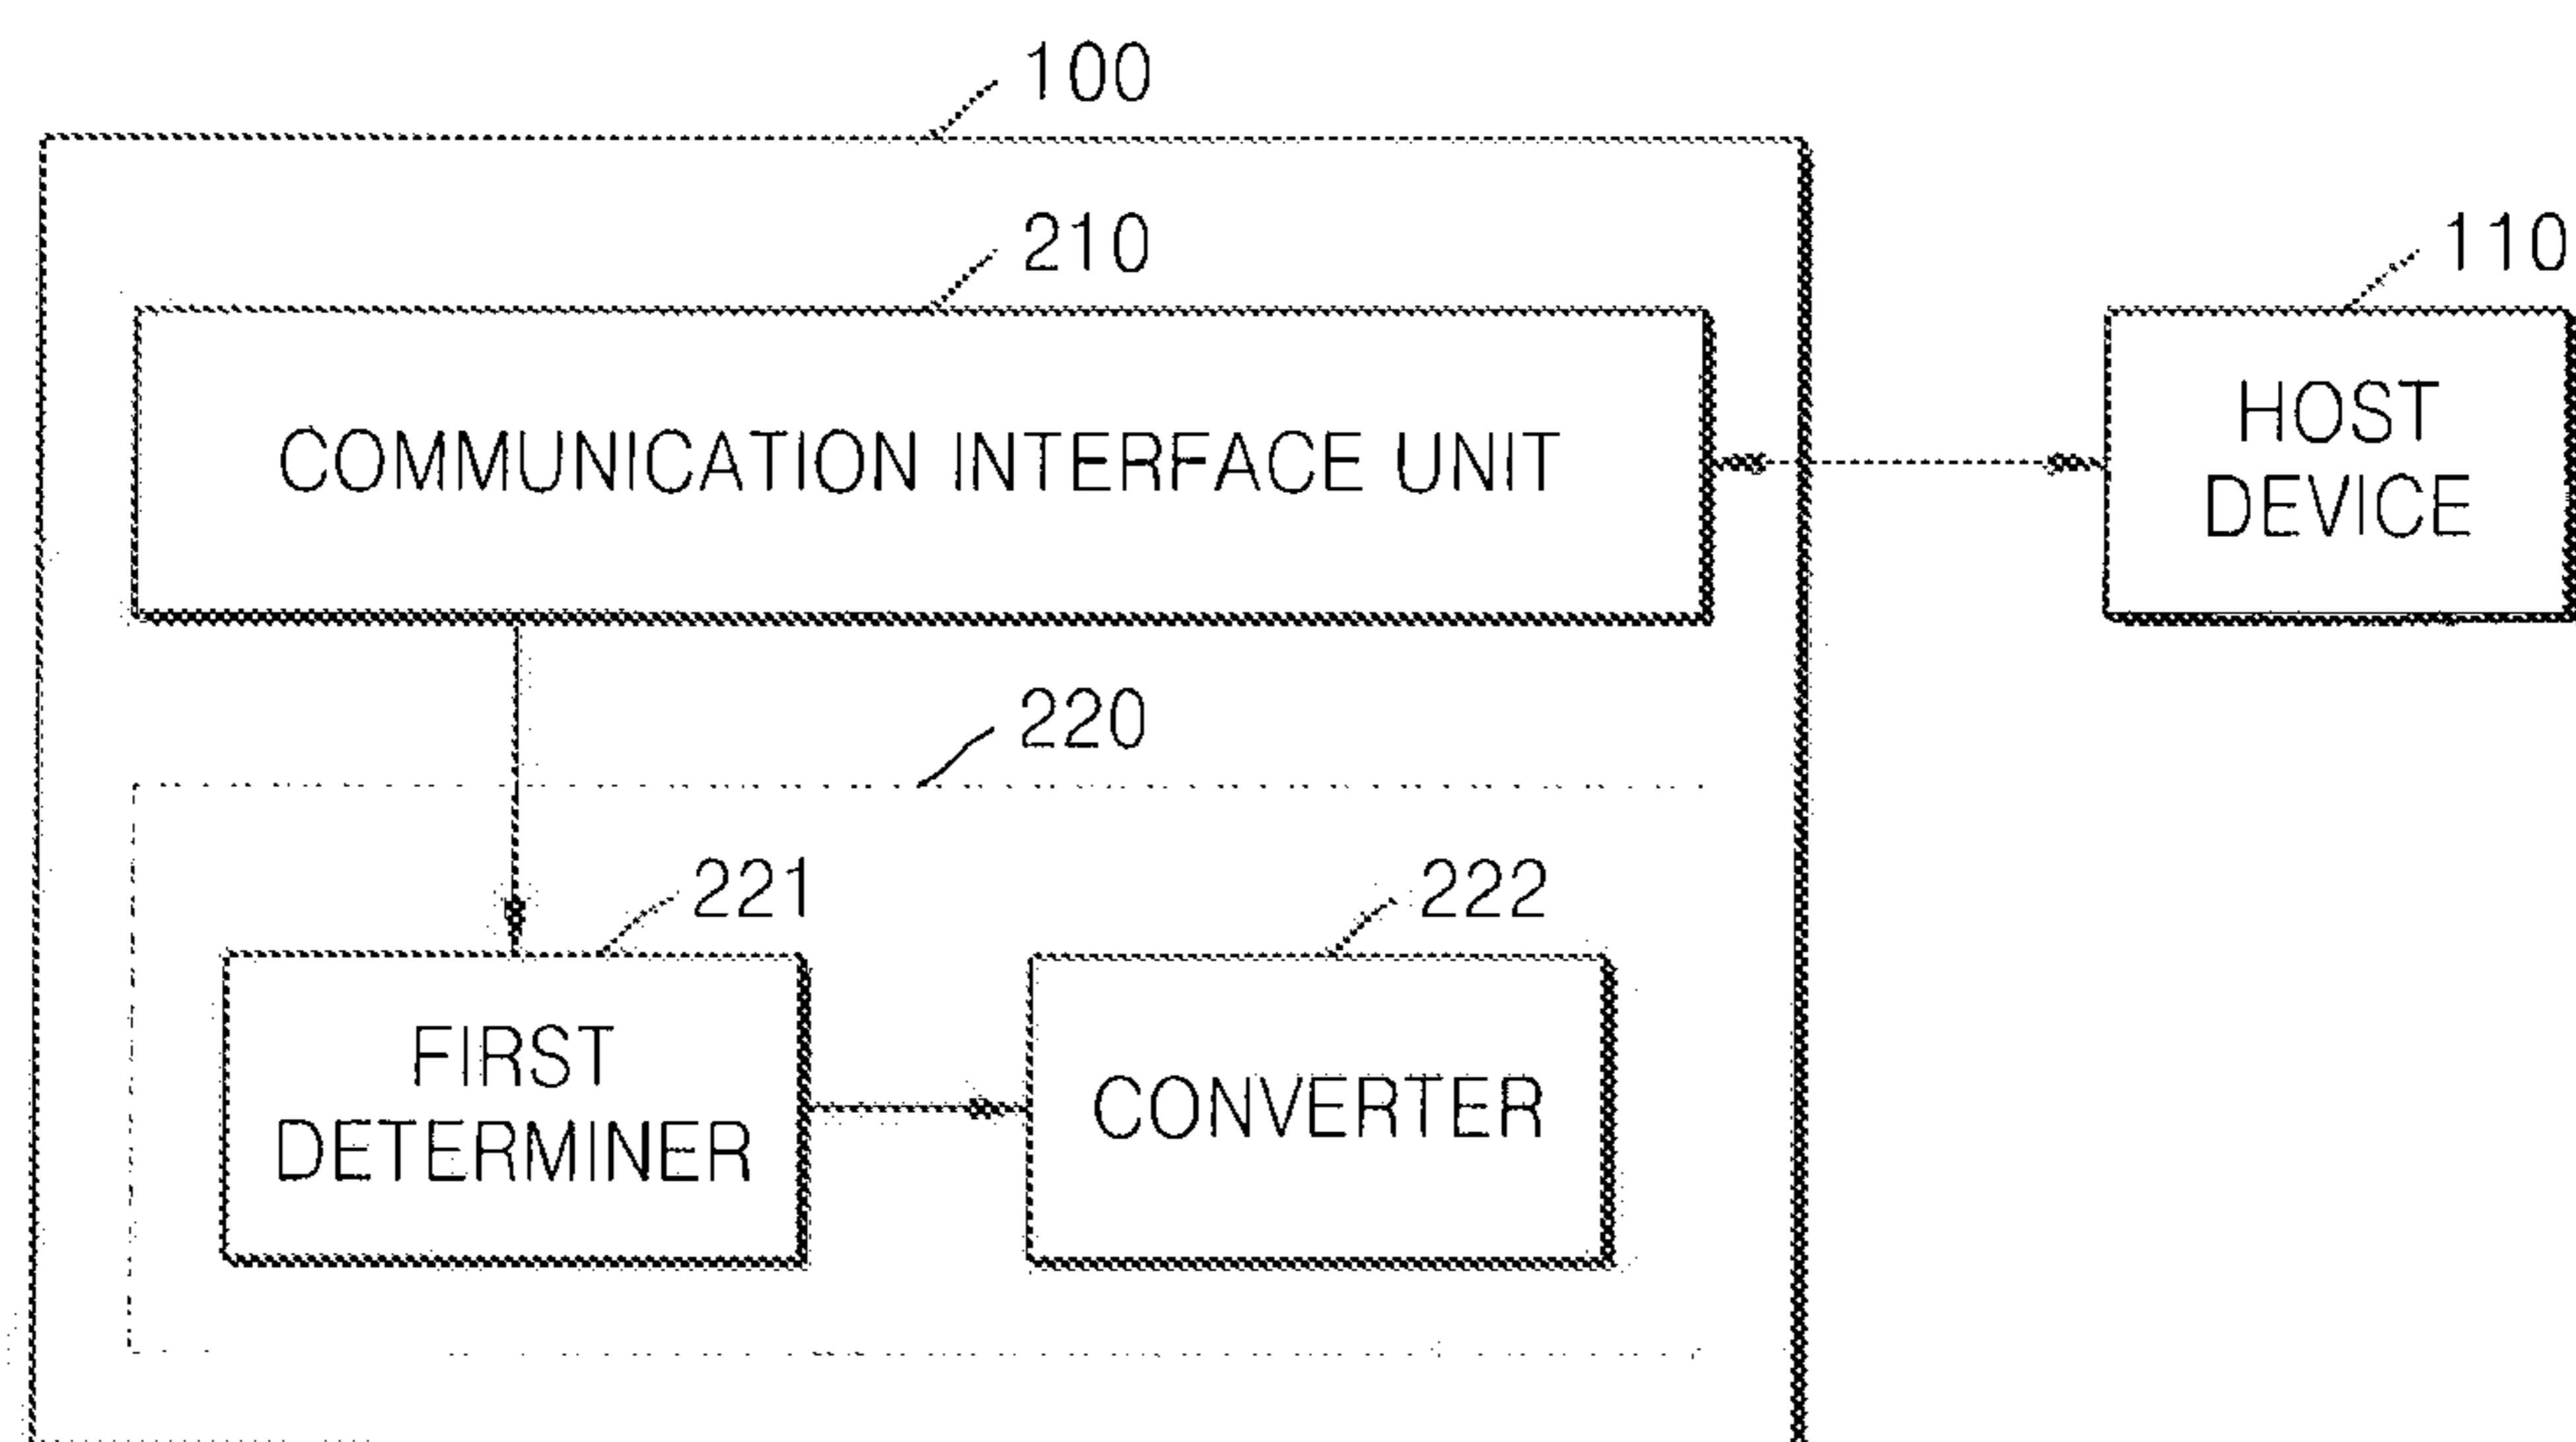 100
210
110
COMMUNICATION INTERFACE UNIT
HOST
DEVICE
220
221
222
FIRST
DETERMINER
CONVERTER